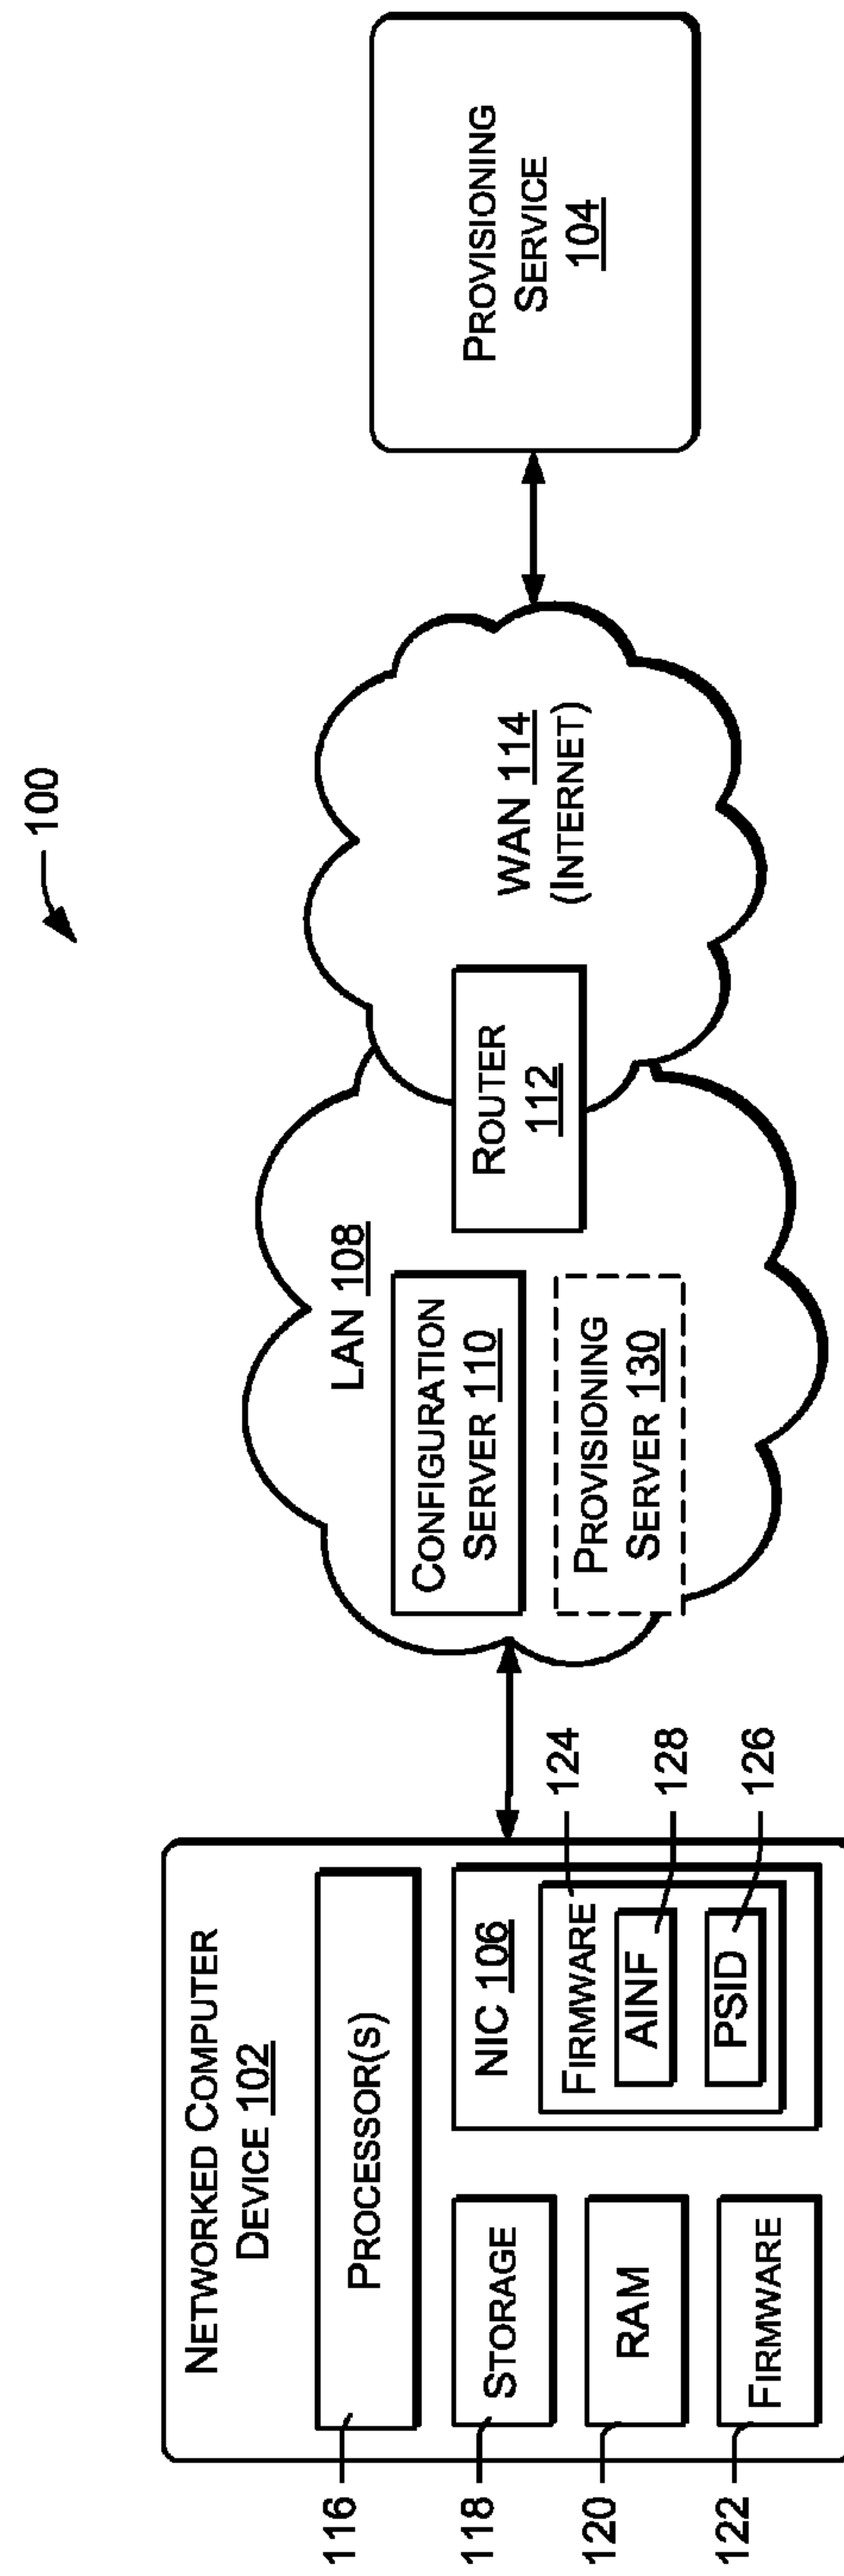 100
NETWORKED COMPUTER
DEVICE 102
PROCESSOR(S)
116
STORAGE
118
RAM
120
FIRMWARE
122
NIC 106
FIRMWARE
124
AINF
128
PSID
126
LAN 108
CONFIGURATION
SERVER 110
PROVISIONING
SERVER 130
ROUTER
112
WAN 114
(INTERNET)
PROVISIONING
SERVICE
104